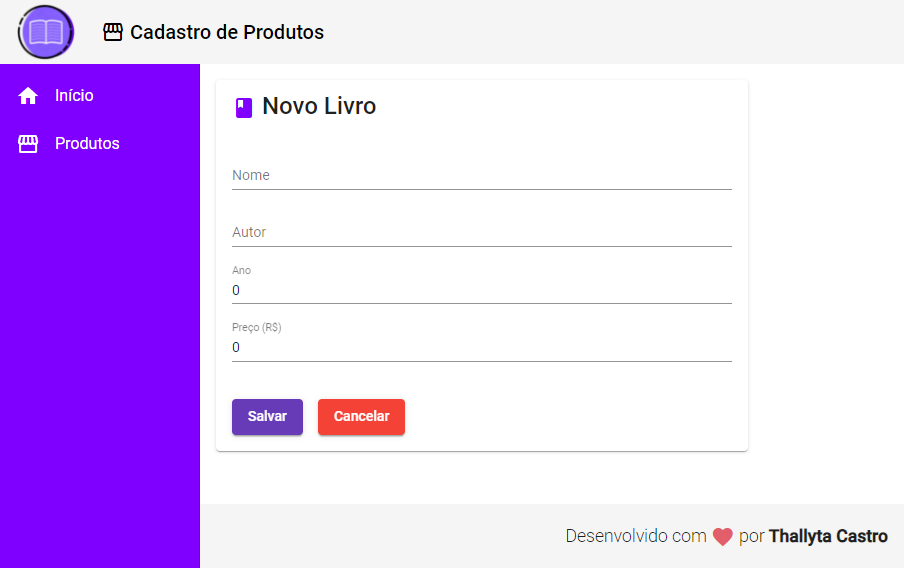 Cadastro de Produtos
Início
Produtos
Novo Livro
Nome
Autor
Ano
0
Preço (R$)
0
Salvar
Cancelar
Desenvolvido com ❤ por Thallyta Castro